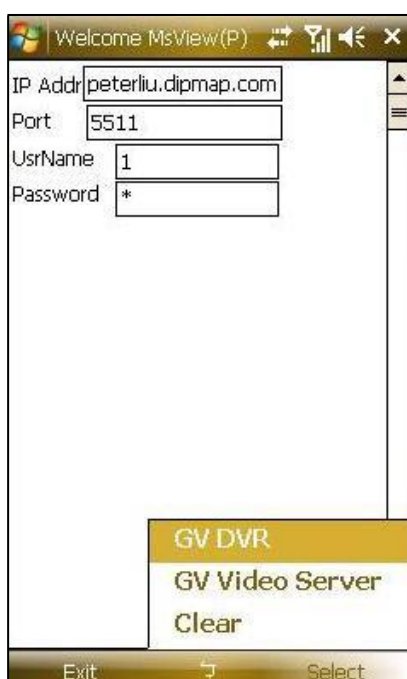 Welcome MsView(P)
IP Addr peterliu.dipmap.com
Port 5511
UsrName 1
Password *
GV DVR
GV Video Server
Clear
Exit Select